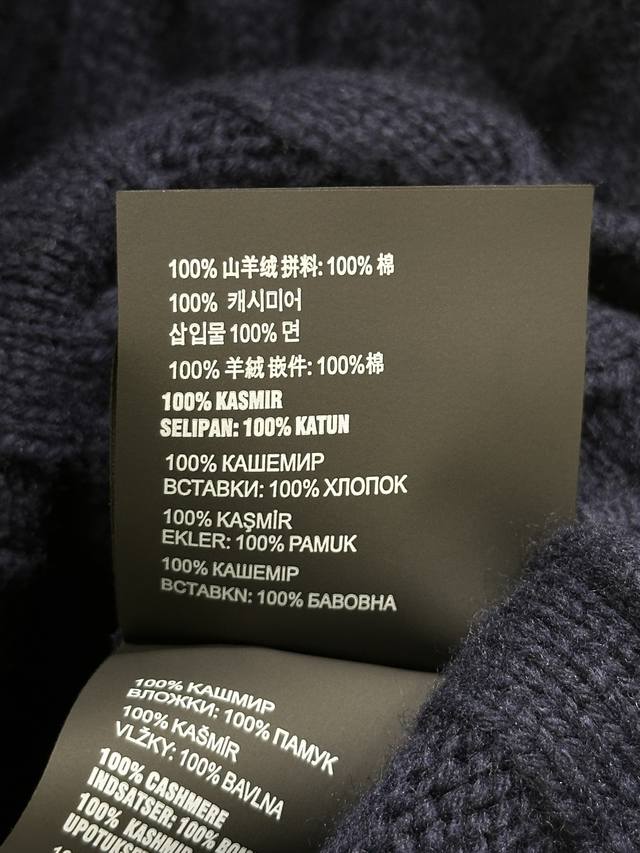 100% 山羊绒 拼料: 100% 棉
100% 캐시미어
삽입물 100% 면
100% 羊絨 嵌件: 100%棉
100% KASMIR
SELIPAN: 100% KATUN
100% КАШЕМИР
ВСТАВКИ: 100% ХЛОПОК
100% KAŞMİR
EKLER: 100% PAMUK
100% КАШЕМІР
ВСТАВКN: 100% БАВОВНА
100% КАШМИР
ВЛОЖКИ: 100% ПАМУК
100% KAŠMÍR
VLŽKY: 100% BAVLNA
100% CASHMERE
INDSATSER: 100%
100% KASHMIR